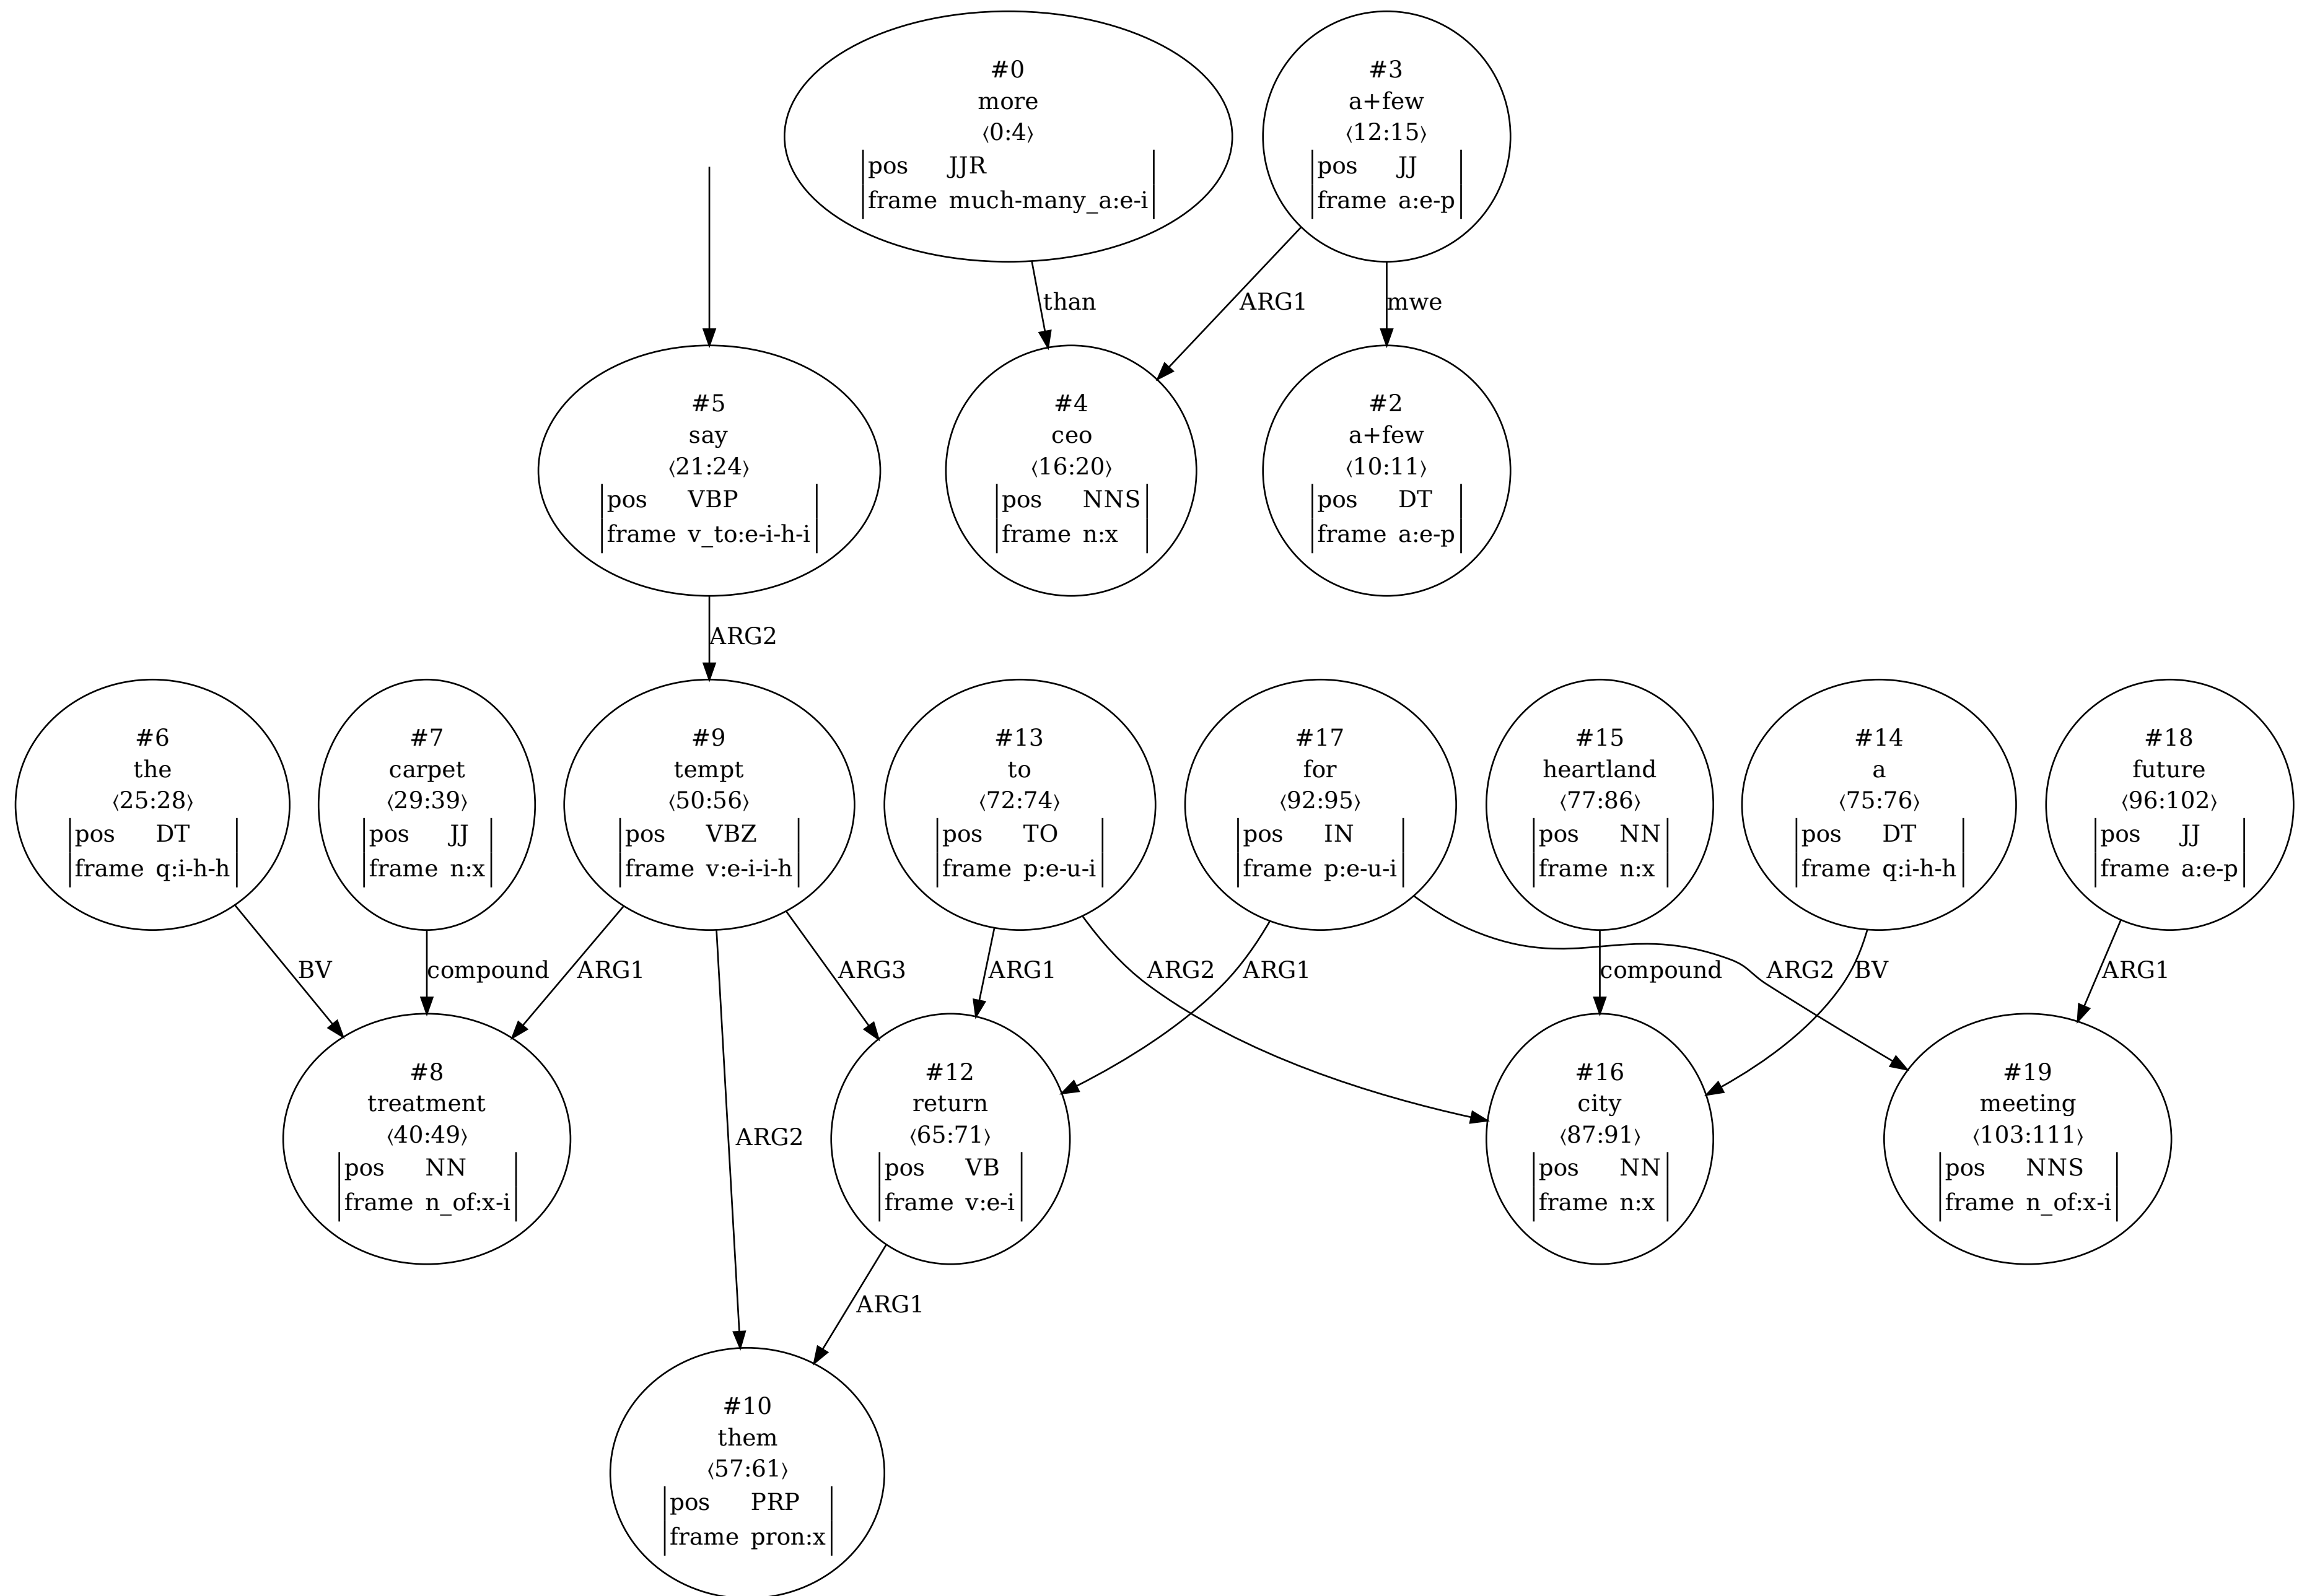 #0
more
⟨0:4⟩
pos JJR
frame much-many_a:e-i
#3
a+few
⟨12:15⟩
pos JJ
frame a:e-p
than
ARG1
mwe
#5
say
⟨21:24⟩
pos VBP
frame v_to:e-i-h-i
#4
ceo
⟨16:20⟩
pos NNS
frame n:x
#2
a+few
⟨10:11⟩
pos DT
frame a:e-p
ARG2
#6
the
⟨25:28⟩
pos DT
frame q:i-h-h
#7
carpet
⟨29:39⟩
pos JJ
frame n:x
#9
tempt
⟨50:56⟩
pos VBZ
frame v:e-i-i-h
#13
to
⟨72:74⟩
pos TO
frame p:e-u-i
#17
for
⟨92:95⟩
pos IN
frame p:e-u-i
#15
heartland
⟨77:86⟩
pos NN
frame n:x
#14
a
⟨75:76⟩
pos DT
frame q:i-h-h
#18
future
⟨96:102⟩
pos JJ
frame a:e-p
BV
compound
ARG1
ARG3
ARG1
ARG2
ARG1
compound
ARG2
BV
ARG1
#8
treatment
⟨40:49⟩
pos NN
frame n_of:x-i
ARG2
#12
return
⟨65:71⟩
pos VB
frame v:e-i
#16
city
⟨87:91⟩
pos NN
frame n:x
#19
meeting
⟨103:111⟩
pos NNS
frame n_of:x-i
ARG1
#10
them
⟨57:61⟩
pos PRP
frame pron:x